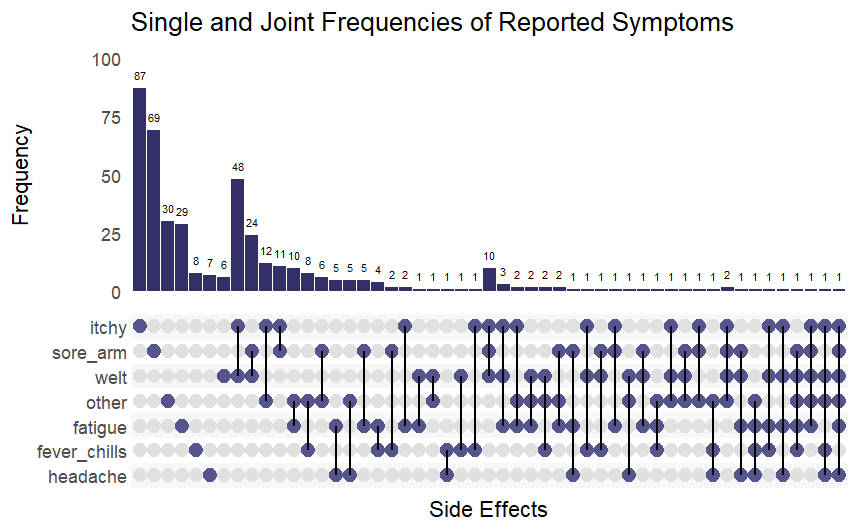 Single and Joint Frequencies of Reported Symptoms
Frequency
100
75
50
25
0
87 69 30 29 8 7 6 48 24 12 11 10 8 6 5 5 5 4 2 2 1 1 1 1 1 10 3 2 2 2 2 1 1 1 1 1 1 1 1 1 1 1 2 1 1 1 1 1 1 1 1
itchy
sore_arm
welt
other
fatigue
fever_chills
headache
Side Effects